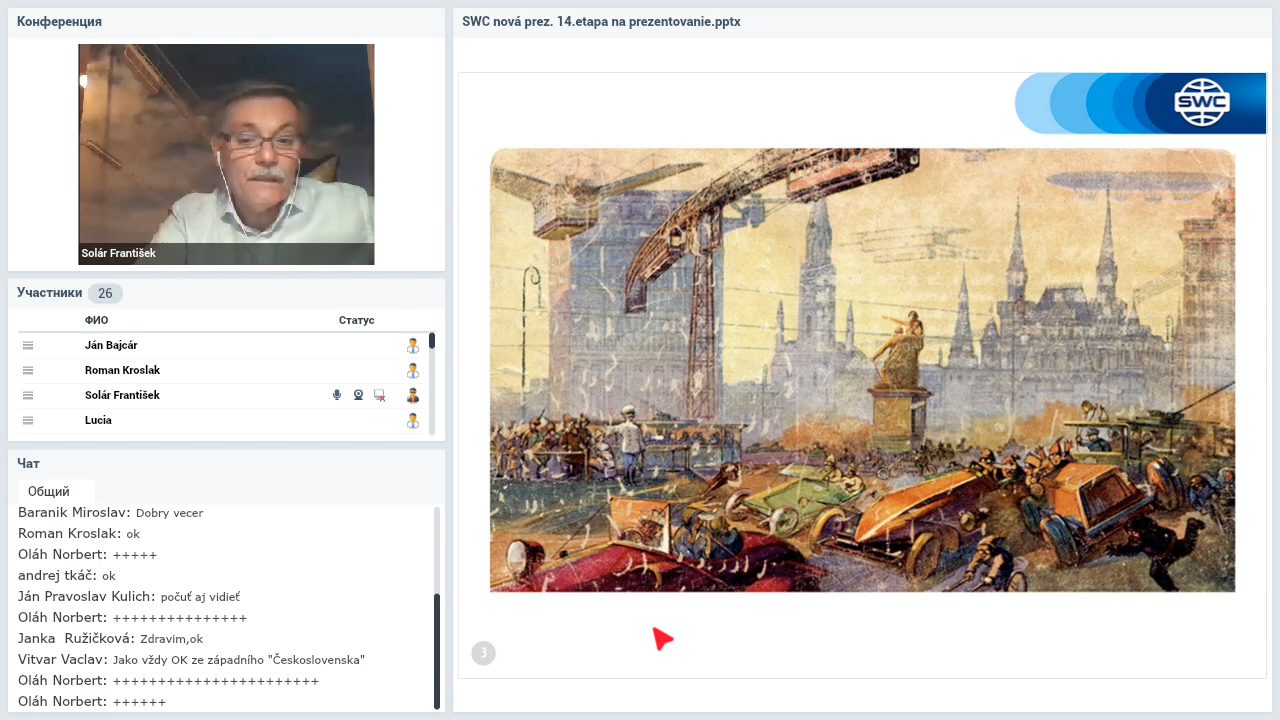 Конференция
Solár František
Участники 26
ФИО Статус
Ján Bajcár
Roman Kroslak
Solár František
Lucia
Чат
Общий
Baranik Miroslav: Dobry vecer
Roman Kroslak: ok
Oláh Norbert: +++++
andrej tkáč: ok
Ján Pravoslav Kulich: počuť aj vidieť
Oláh Norbert: +++++++++++++++
Janka  Ružičková: Zdravim,ok
Vitvar Vaclav: Jako vždy OK ze západního "Československa"
Oláh Norbert: +++++++++++++++++++++++
Oláh Norbert: ++++++
SWC nová prez. 14.etapa na prezentovanie.pptx
SWC
3